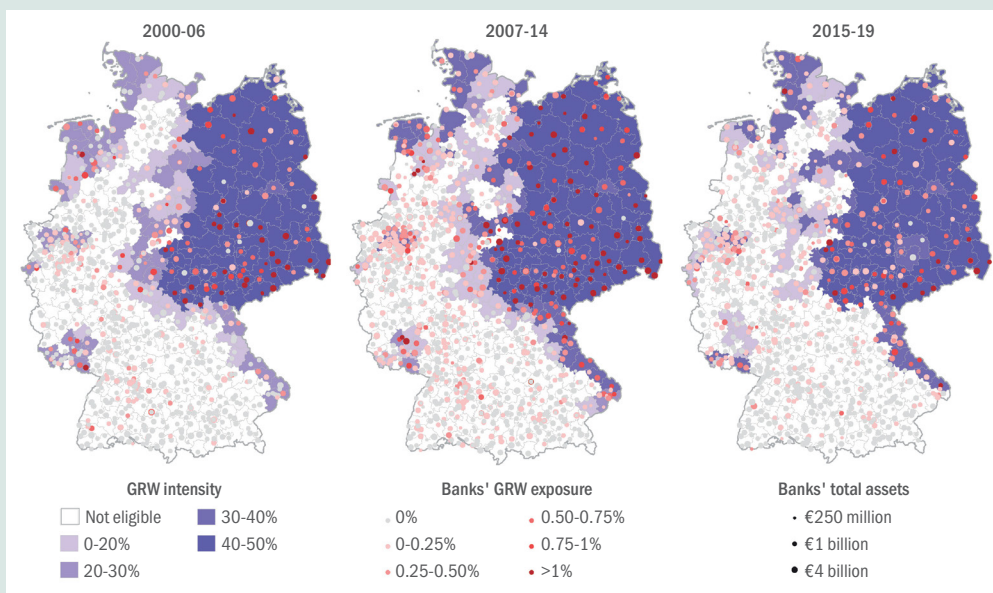 2000-06
2007-14
2015-19
GRW intensity
Not eligible
0-20%
20-30%
30-40%
40-50%
Banks' GRW exposure
0%
0-0.25%
0.25-0.50%
0.50-0.75%
0.75-1%
>1%
Banks' total assets
€250 million
€1 billion
€4 billion